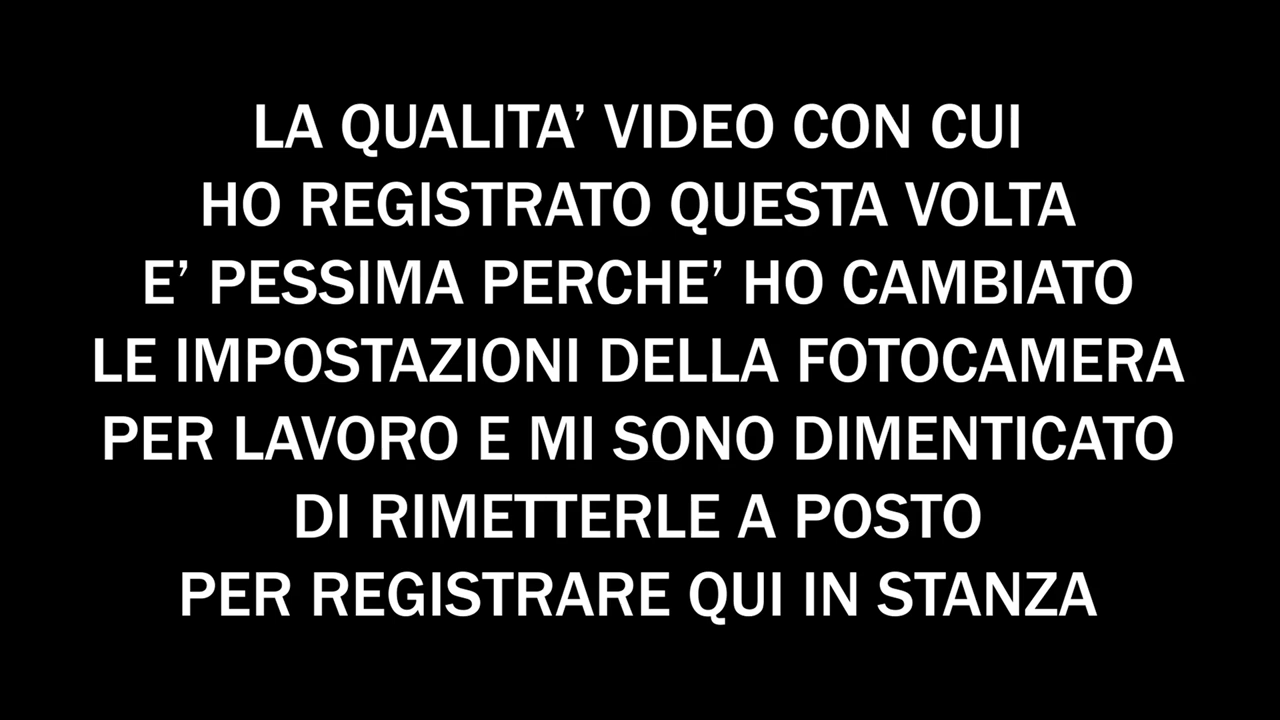 LA QUALITA’ VIDEO CON CUI
HO REGISTRATO QUESTA VOLTA
E’ PESSIMA PERCHE’ HO CAMBIATO
LE IMPOSTAZIONI DELLA FOTOCAMERA
PER LAVORO E MI SONO DIMENTICATO
DI RIMETTERLE A POSTO
PER REGISTRARE QUI IN STANZA